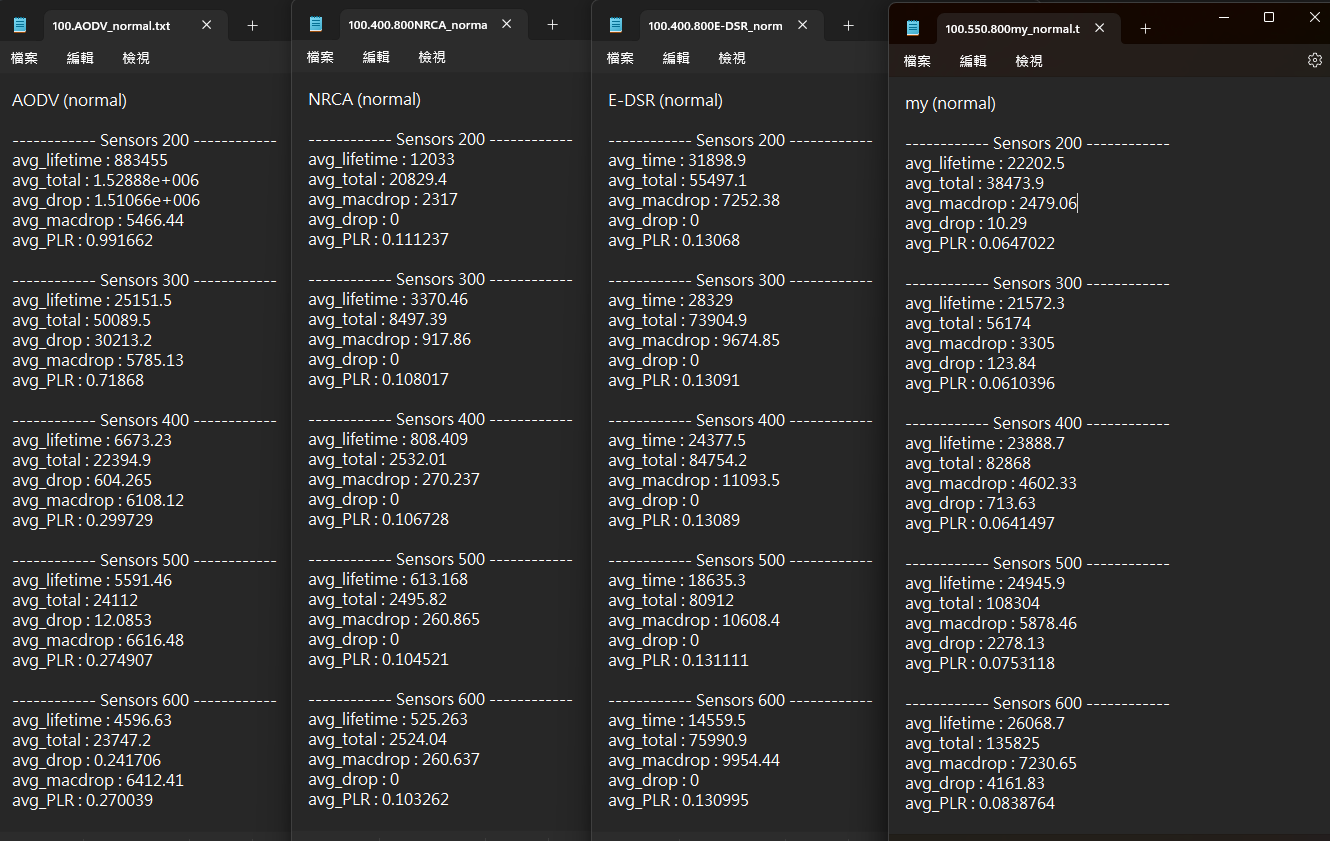 100.AODV_normal.txt
檔案 編輯 檢視
AODV (normal)
------------ Sensors 200 ------------
avg_lifetime : 883455
avg_total : 1.52888e+006
avg_drop : 1.51066e+006
avg_macdrop : 5466.44
avg_PLR : 0.991662
------------ Sensors 300 ------------
avg_lifetime : 25151.5
avg_total : 50089.5
avg_drop : 30213.2
avg_macdrop : 5785.13
avg_PLR : 0.71868
------------ Sensors 400 ------------
avg_lifetime : 6673.23
avg_total : 22394.9
avg_drop : 604.265
avg_macdrop : 6108.12
avg_PLR : 0.299729
------------ Sensors 500 ------------
avg_lifetime : 5591.46
avg_total : 24112
avg_drop : 12.0853
avg_macdrop : 6616.48
avg_PLR : 0.274907
------------ Sensors 600 ------------
avg_lifetime : 4596.63
avg_total : 23747.2
avg_drop : 0.241706
avg_macdrop : 6412.41
avg_PLR : 0.270039
100.400.800NRCA_norma
檔案 編輯 檢視
NRCA (normal)
------------ Sensors 200 ------------
avg_lifetime : 12033
avg_total : 20829.4
avg_macdrop : 2317
avg_drop : 0
avg_PLR : 0.111237
------------ Sensors 300 ------------
avg_lifetime : 3370.46
avg_total : 8497.39
avg_macdrop : 917.86
avg_drop : 0
avg_PLR : 0.108017
------------ Sensors 400 ------------
avg_lifetime : 808.409
avg_total : 2532.01
avg_macdrop : 270.237
avg_drop : 0
avg_PLR : 0.106728
------------ Sensors 500 ------------
avg_lifetime : 613.168
avg_total : 2495.82
avg_macdrop : 260.865
avg_drop : 0
avg_PLR : 0.104521
------------ Sensors 600 ------------
avg_lifetime : 525.263
avg_total : 2524.04
avg_macdrop : 260.637
avg_drop : 0
avg_PLR : 0.103262
100.400.800E-DSR_norm
檔案 編輯 檢視
E-DSR (normal)
------------ Sensors 200 ------------
avg_time : 31898.9
avg_total : 55497.1
avg_macdrop : 7252.38
avg_drop : 0
avg_PLR : 0.13068
------------ Sensors 300 ------------
avg_time : 28329
avg_total : 73904.9
avg_macdrop : 9674.85
avg_drop : 0
avg_PLR : 0.13091
------------ Sensors 400 ------------
avg_time : 24377.5
avg_total : 84754.2
avg_macdrop : 11093.5
avg_drop : 0
avg_PLR : 0.13089
------------ Sensors 500 ------------
avg_time : 18635.3
avg_total : 80912
avg_macdrop : 10608.4
avg_drop : 0
avg_PLR : 0.131111
------------ Sensors 600 ------------
avg_time : 14559.5
avg_total : 75990.9
avg_macdrop : 9954.44
avg_drop : 0
avg_PLR : 0.130995
100.550.800my_normal.t
檔案 編輯 檢視
my (normal)
------------ Sensors 200 ------------
avg_lifetime : 22202.5
avg_total : 38473.9
avg_macdrop : 2479.06
avg_drop : 10.29
avg_PLR : 0.0647022
------------ Sensors 300 ------------
avg_lifetime : 21572.3
avg_total : 56174
avg_macdrop : 3305
avg_drop : 123.84
avg_PLR : 0.0610396
------------ Sensors 400 ------------
avg_lifetime : 23888.7
avg_total : 82868
avg_macdrop : 4602.33
avg_drop : 713.63
avg_PLR : 0.0641497
------------ Sensors 500 ------------
avg_lifetime : 24945.9
avg_total : 108304
avg_macdrop : 5878.46
avg_drop : 2278.13
avg_PLR : 0.0753118
------------ Sensors 600 ------------
avg_lifetime : 26068.7
avg_total : 135825
avg_macdrop : 7230.65
avg_drop : 4161.83
avg_PLR : 0.0838764